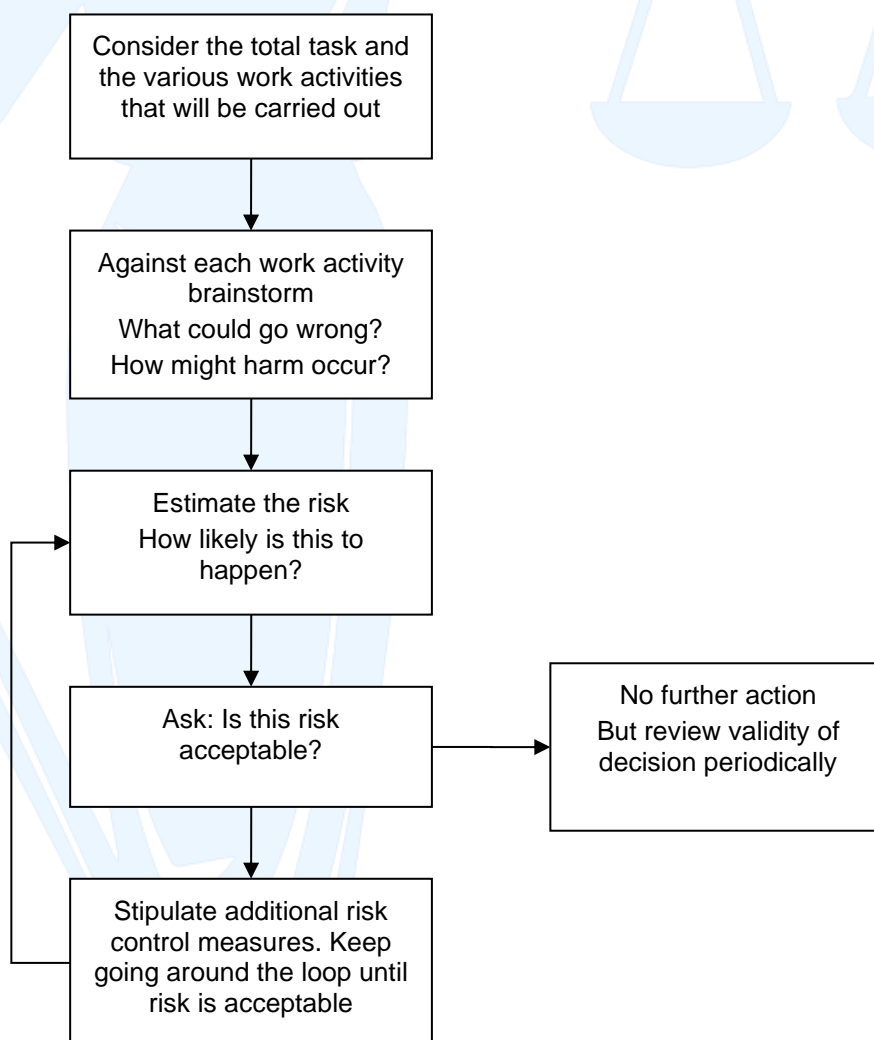 Consider the total task and
the various work activities
that will be carried out
Against each work activity
brainstorm
What could go wrong?
How might harm occur?
Estimate the risk
How likely is this to
happen?
Ask: Is this risk
acceptable?
No further action
But review validity of
decision periodically
Stipulate additional risk
control measures. Keep
going around the loop until
risk is acceptable